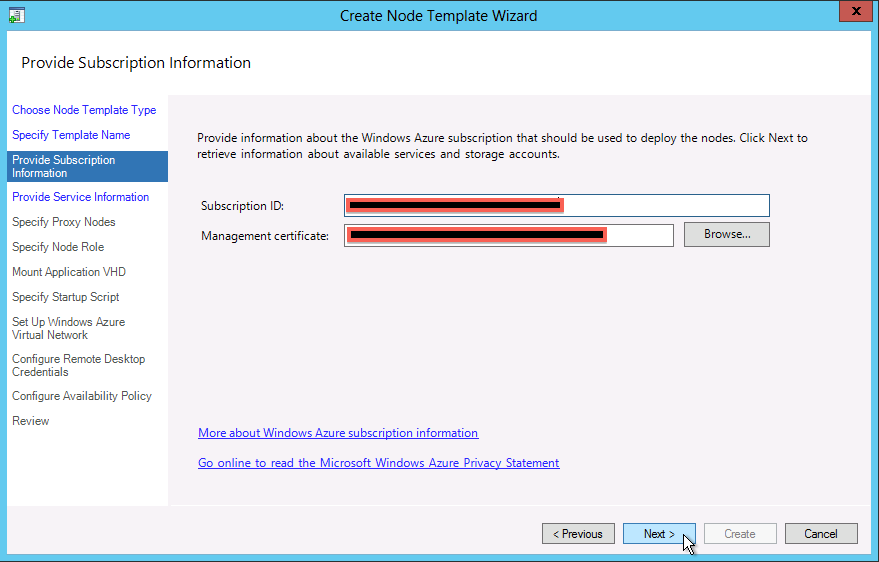 Create Node Template Wizard
x
Provide Subscription Information
Choose Node Template Type
Specify Template Name
Provide Subscription
Information
Provide Service Information
Specify Proxy Nodes
Specify Node Role
Mount Application VHD
Specify Startup Script
Set Up Windows Azure
Virtual Network
Configure Remote Desktop
Credentials
Configure Availability Policy
Review
Provide information about the Windows Azure subscription that should be used to deploy the nodes. Click Next to
retrieve information about available services and storage accounts.
Subscription ID:
Management certificate:
Browse...
More about Windows Azure subscription information
Go online to read the Microsoft Windows Azure Privacy Statement
< Previous
Next >
Create
Cancel